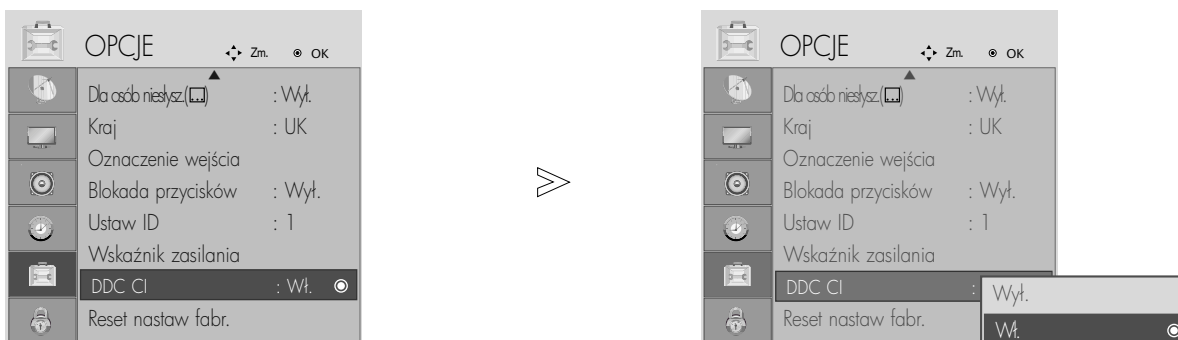 OPCJE Zm. OK
Dla osób niesłysz.(...) : Wył.
Kraj : UK
Oznaczenie wejścia
Blokada przycisków : Wył.
Ustaw ID : 1
Wskaźnik zasilania
DDC CI : Wł.
Reset nastaw fabr.
OPCJE Zm. OK
Dla osób niesłysz.(...) : Wył.
Kraj : UK
Oznaczenie wejścia
Blokada przycisków : Wył.
Ustaw ID : 1
Wskaźnik zasilania
DDC CI :
Reset nastaw fabr.
Wył.
Wł.